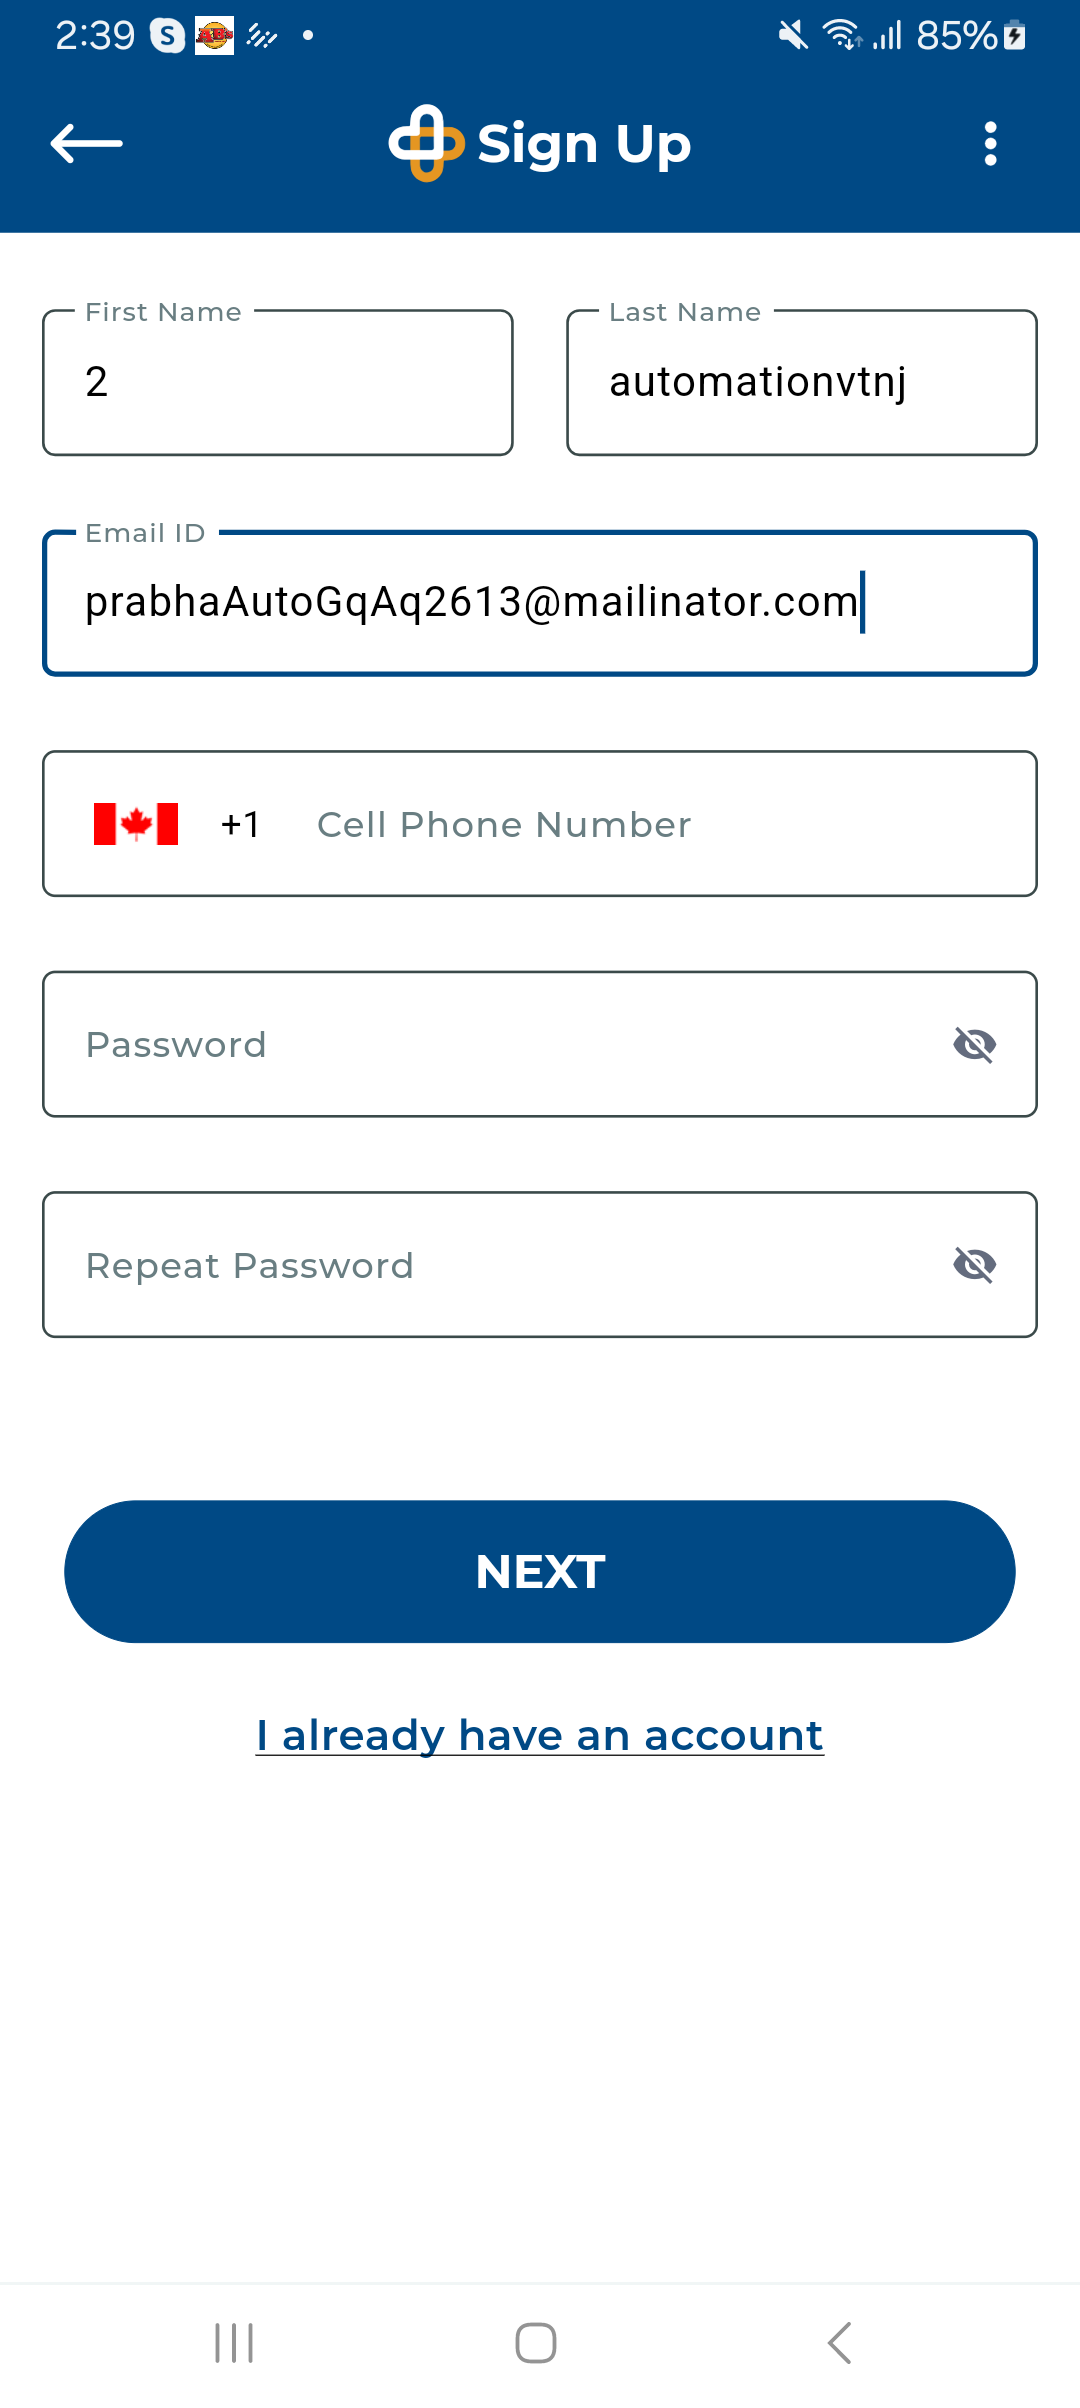 2:39 S 85%
Sign Up
First Name Last Name
2 automationvtnj
Email ID
prabhaAutoGqAq2613@mailinator.com
+1 Cell Phone Number
Password
Repeat Password
NEXT
I already have an account